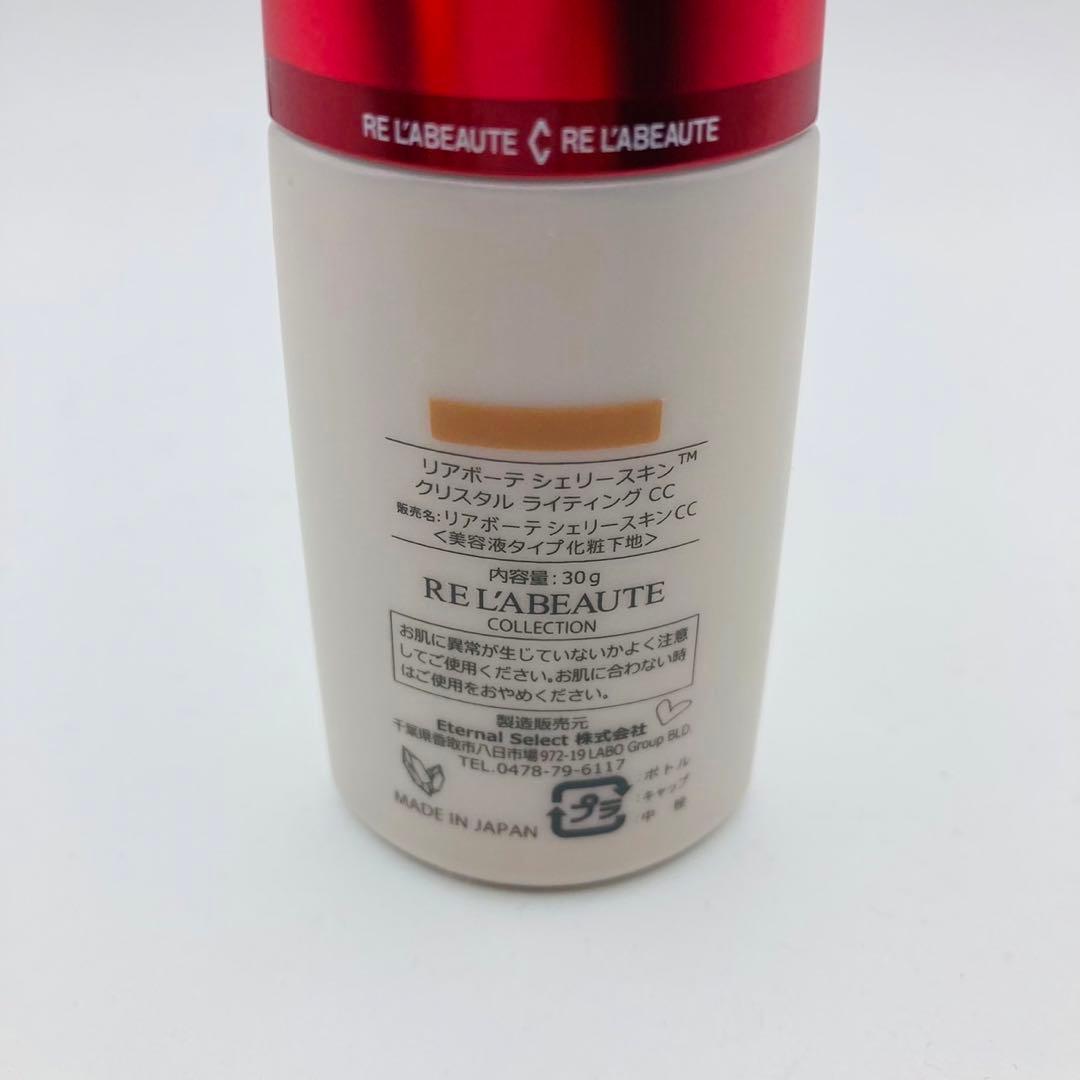 RE L'ABEAUTE RE L'ABEAUTE
リアボーテ シェリースキン™
クリスタル ライティング CC
販売名:リアボーテ シェリースキンCC
<美容液タイプ化粧下地>
内容量:30g
RE L'ABEAUTE
COLLECTION
お肌に異常が生じていないかよく注意
してご使用ください。お肌に合わない時
はご使用をおやめください。
製造販売元
Eternal Select 株式会社
千葉県香取市八日市場972-19 LABO Group BLD.
TEL.0478-79-6117
MADE IN JAPAN
プラ
:ボトル
:キャップ
中 栓